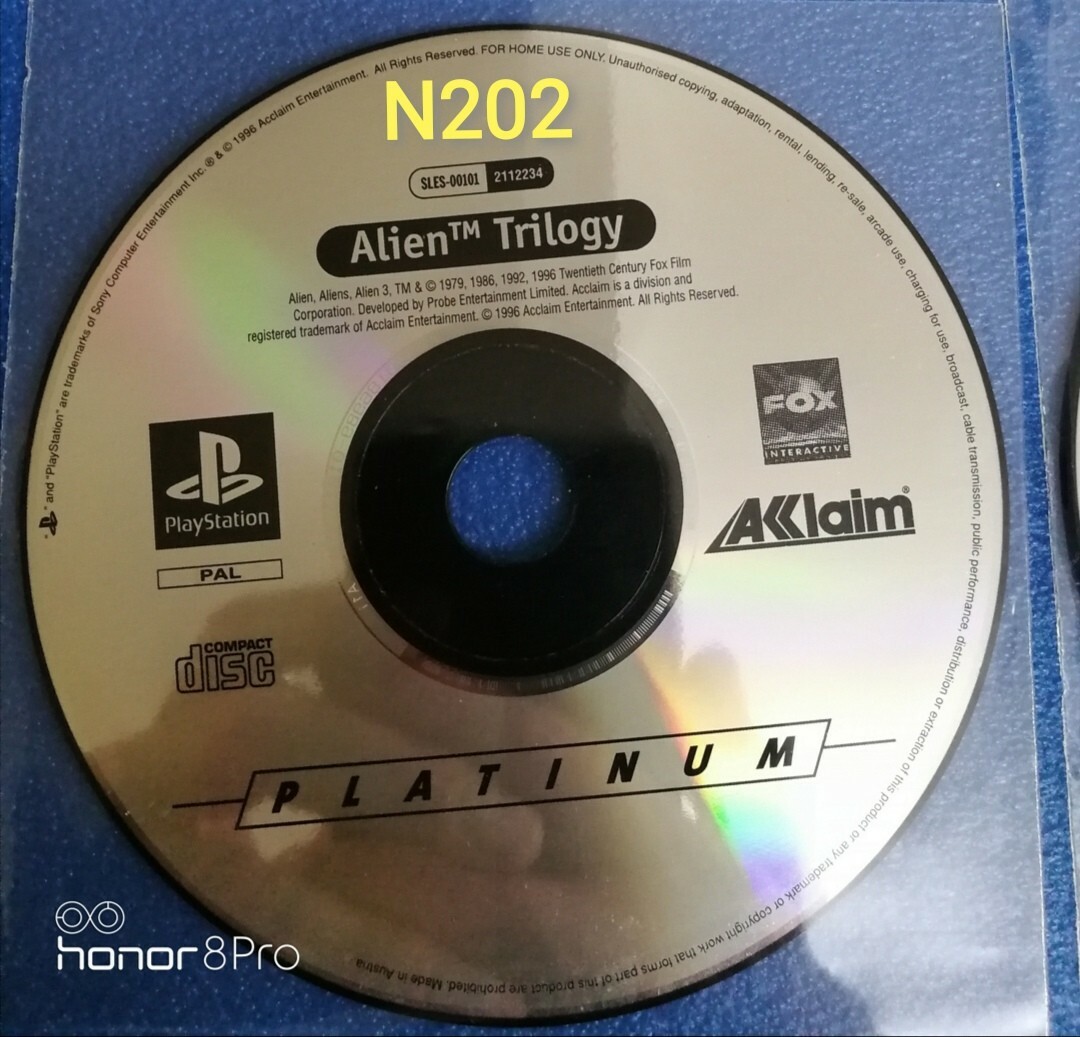 N202
® & © 1996 Acclaim Entertainment. All Rights Reserved. FOR HOME USE ONLY. Unauthorised copying, adaptation, rental, lending, re-sale, arcade use, charging for use, broadcast, cable transmission, public performance, distribution or extraction of this product or any trademark or copyright work that forms part of this product are prohibited. Made in Austria
" and "PlayStation" are trademarks of Sony Computer Entertainment Inc.
SLES-00101 2112234
Alien™ Trilogy
Alien, Aliens, Alien 3, TM & © 1979, 1986, 1992, 1996 Twentieth Century Fox Film
Corporation. Developed by Probe Entertainment Limited. Acclaim is a division and
registered trademark of Acclaim Entertainment. © 1996 Acclaim Entertainment. All Rights Reserved.
FOX
INTERACTIVE
PlayStation
AKKlaim®
PAL
COMPACT
disc
PLATINUM
honor 8 Pro